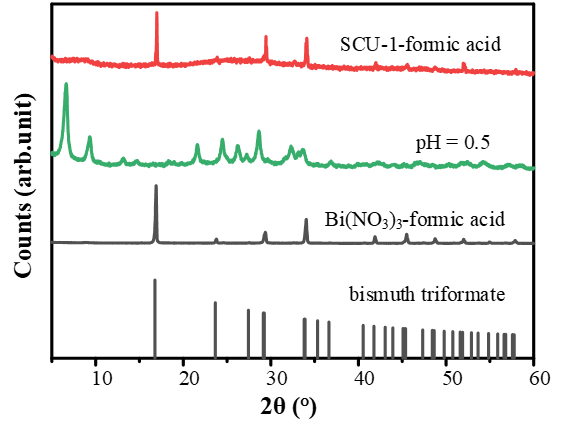 SCU-1-formic acid
pH = 0.5
Bi(NO₃)₃-formic acid
bismuth triformate
Counts (arb.unit)
10 20 30 40 50 60
2θ (°)